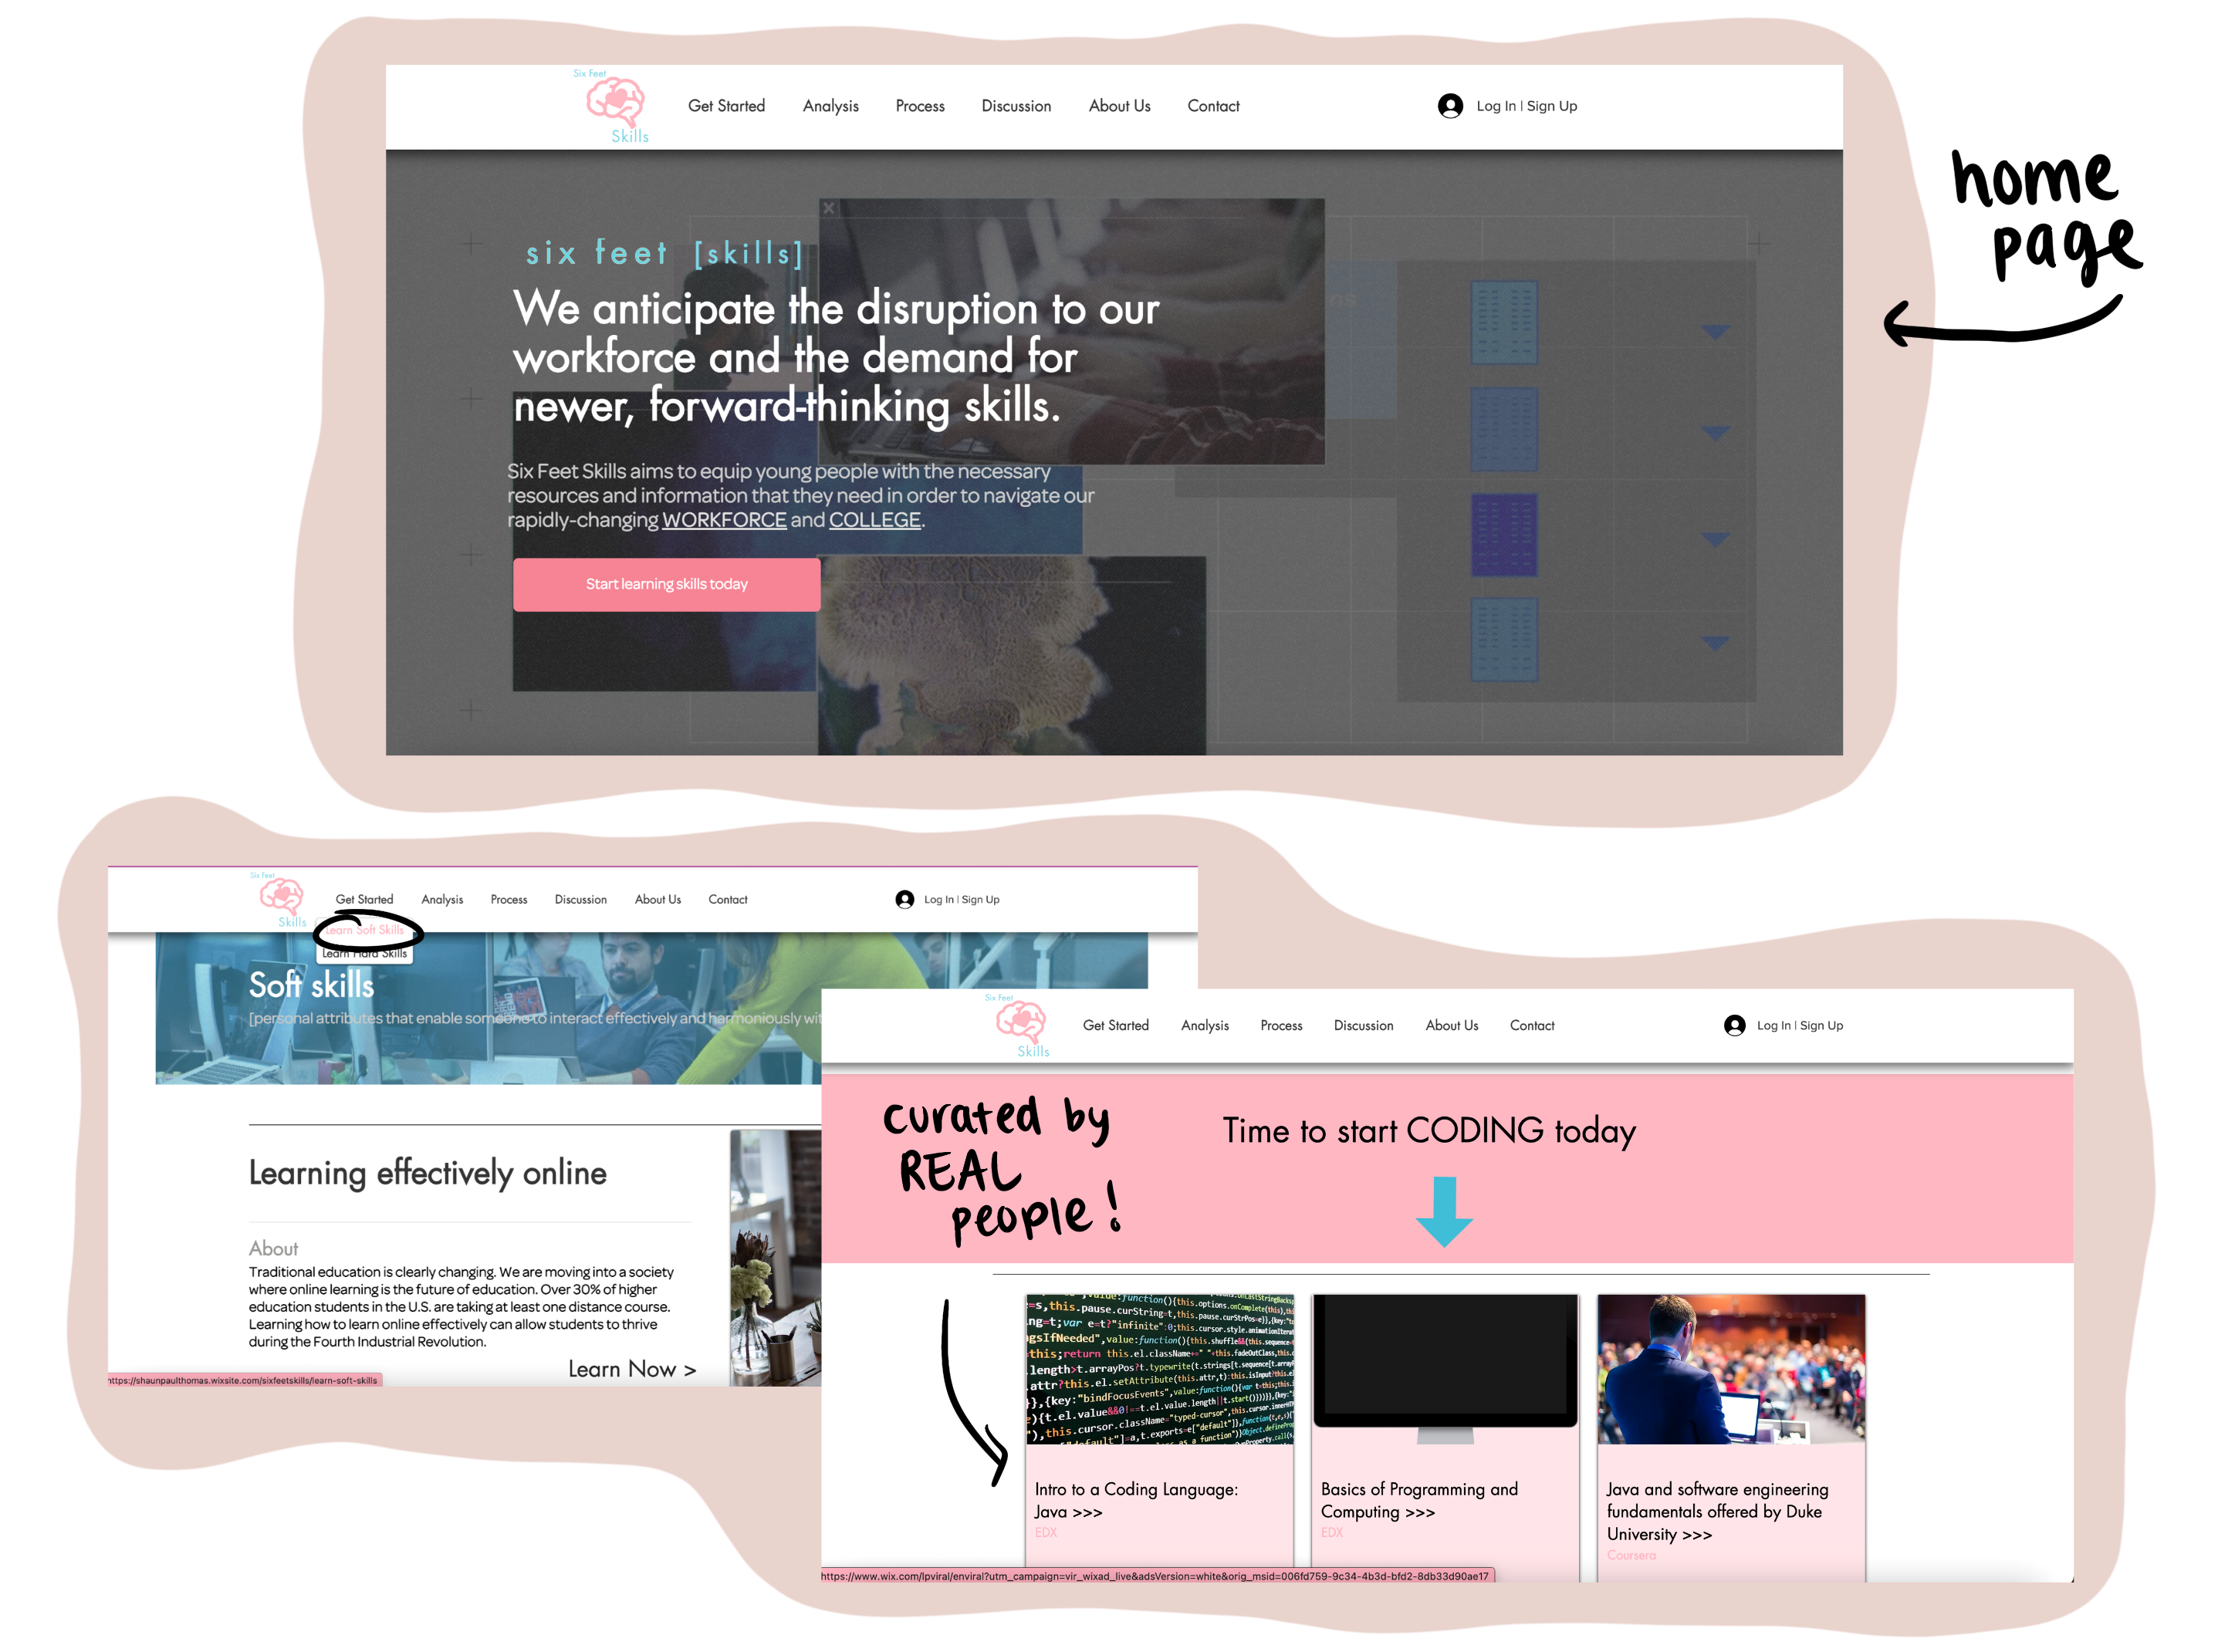 Six Feet
Skills
Get Started
Analysis
Process
Discussion
About Us
Contact
Log In | Sign Up
home
page
six feet [skills]
We anticipate the disruption to our
workforce and the demand for
newer, forward-thinking skills.
Six Feet Skills aims to equip young people with the necessary
resources and information that they need in order to navigate our
rapidly-changing WORKFORCE and COLLEGE.
Start learning skills today
Six Feet
Skills
Get Started
Analysis
Process
Discussion
About Us
Contact
Log In | Sign Up
Learn Soft Skills
Learn Hard Skills
Soft skills
[personal attributes that enable someone to interact effectively and harmoniously
Learning effectively online
About
Traditional education is clearly changing. We are moving into a society
where online learning is the future of education. Over 30% of higher
education students in the U.S. are taking at least one distance course.
Learning how to learn online effectively can allow students to thrive
during the Fourth Industrial Revolution.
Learn Now >
https://shaunpaulthomas.wixsite.com/sixfeetskills/learn-soft-skills
Six Feet
Skills
Get Started
Analysis
Process
Discussion
About Us
Contact
Log In | Sign Up
curated by
REAL
people!
Time to start CODING today
Intro to a Coding Language:
Java >>>
EDX
Basics of Programming and
Computing >>>
EDX
Java and software engineering
fundamentals offered by Duke
University >>>
Coursera
https://www.wix.com/lpviral/enviral?utm_campaign=vir_wixad_live&adsVersion=white&orig_msid=006fd759-9c34-4b3d-bfd2-8db33d90ae17